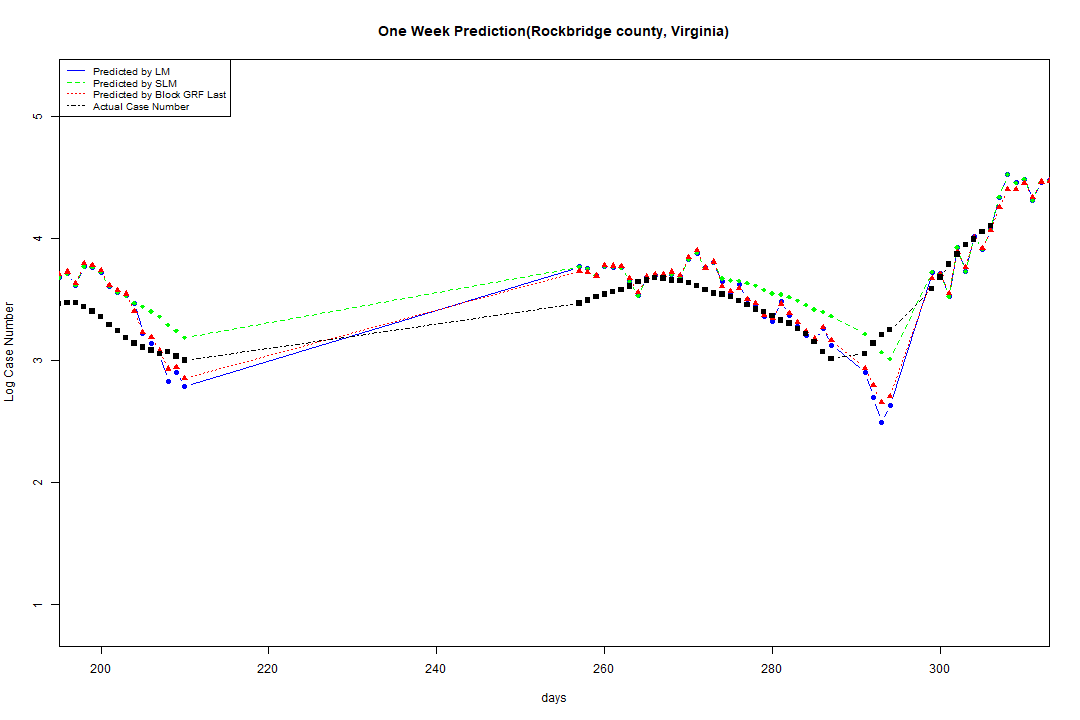 One Week Prediction(Rockbridge county, Virginia)
Predicted by LM
Predicted by SLM
Predicted by Block GRF Last
Actual Case Number
5
4
3
2
1
Log Case Number
200 220 240 260 280 300
days